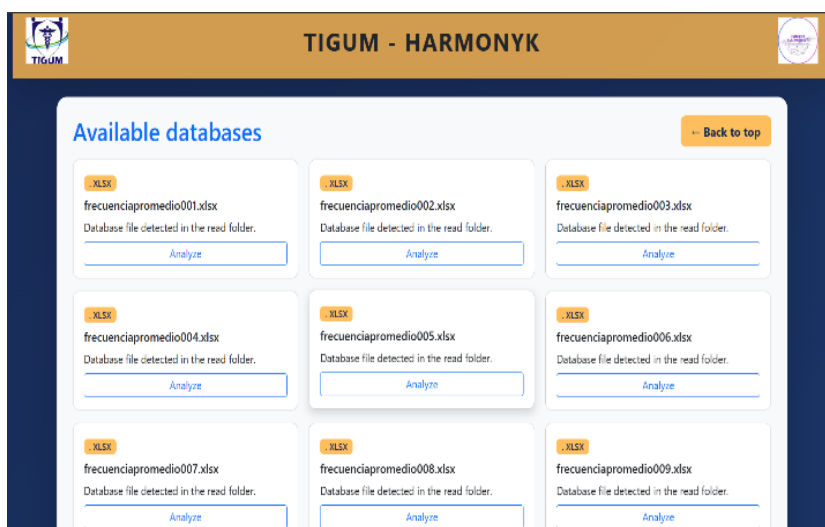 TIGUM
TIGUM - HARMONYK
Available databases
← Back to top
. XLSX
frecuenciapromedio001.xlsx
Database file detected in the read folder.
Analyze
. XLSX
frecuenciapromedio002.xlsx
Database file detected in the read folder.
Analyze
. XLSX
frecuenciapromedio003.xlsx
Database file detected in the read folder.
Analyze
. XLSX
frecuenciapromedio004.xlsx
Database file detected in the read folder.
Analyze
. XLSX
frecuenciapromedio005.xlsx
Database file detected in the read folder.
Analyze
. XLSX
frecuenciapromedio006.xlsx
Database file detected in the read folder.
Analyze
. XLSX
frecuenciapromedio007.xlsx
Database file detected in the read folder.
Analyze
. XLSX
frecuenciapromedio008.xlsx
Database file detected in the read folder.
Analyze
. XLSX
frecuenciapromedio009.xlsx
Database file detected in the read folder.
Analyze